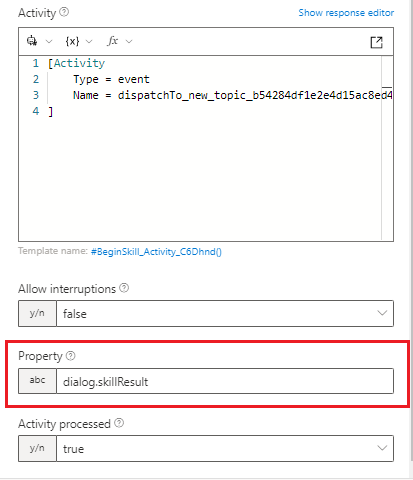 Activity
Show response editor
{x}
fx
1 [Activity
2 Type = event
3 Name = dispatchTo_new_topic_b54284df1e2e4d15ac8ed4
4 ]
Template name: #BeginSkill_Activity_C6Dhnd()
Allow interruptions
y/n false
Property
abc dialog.skillResult
Activity processed
y/n true